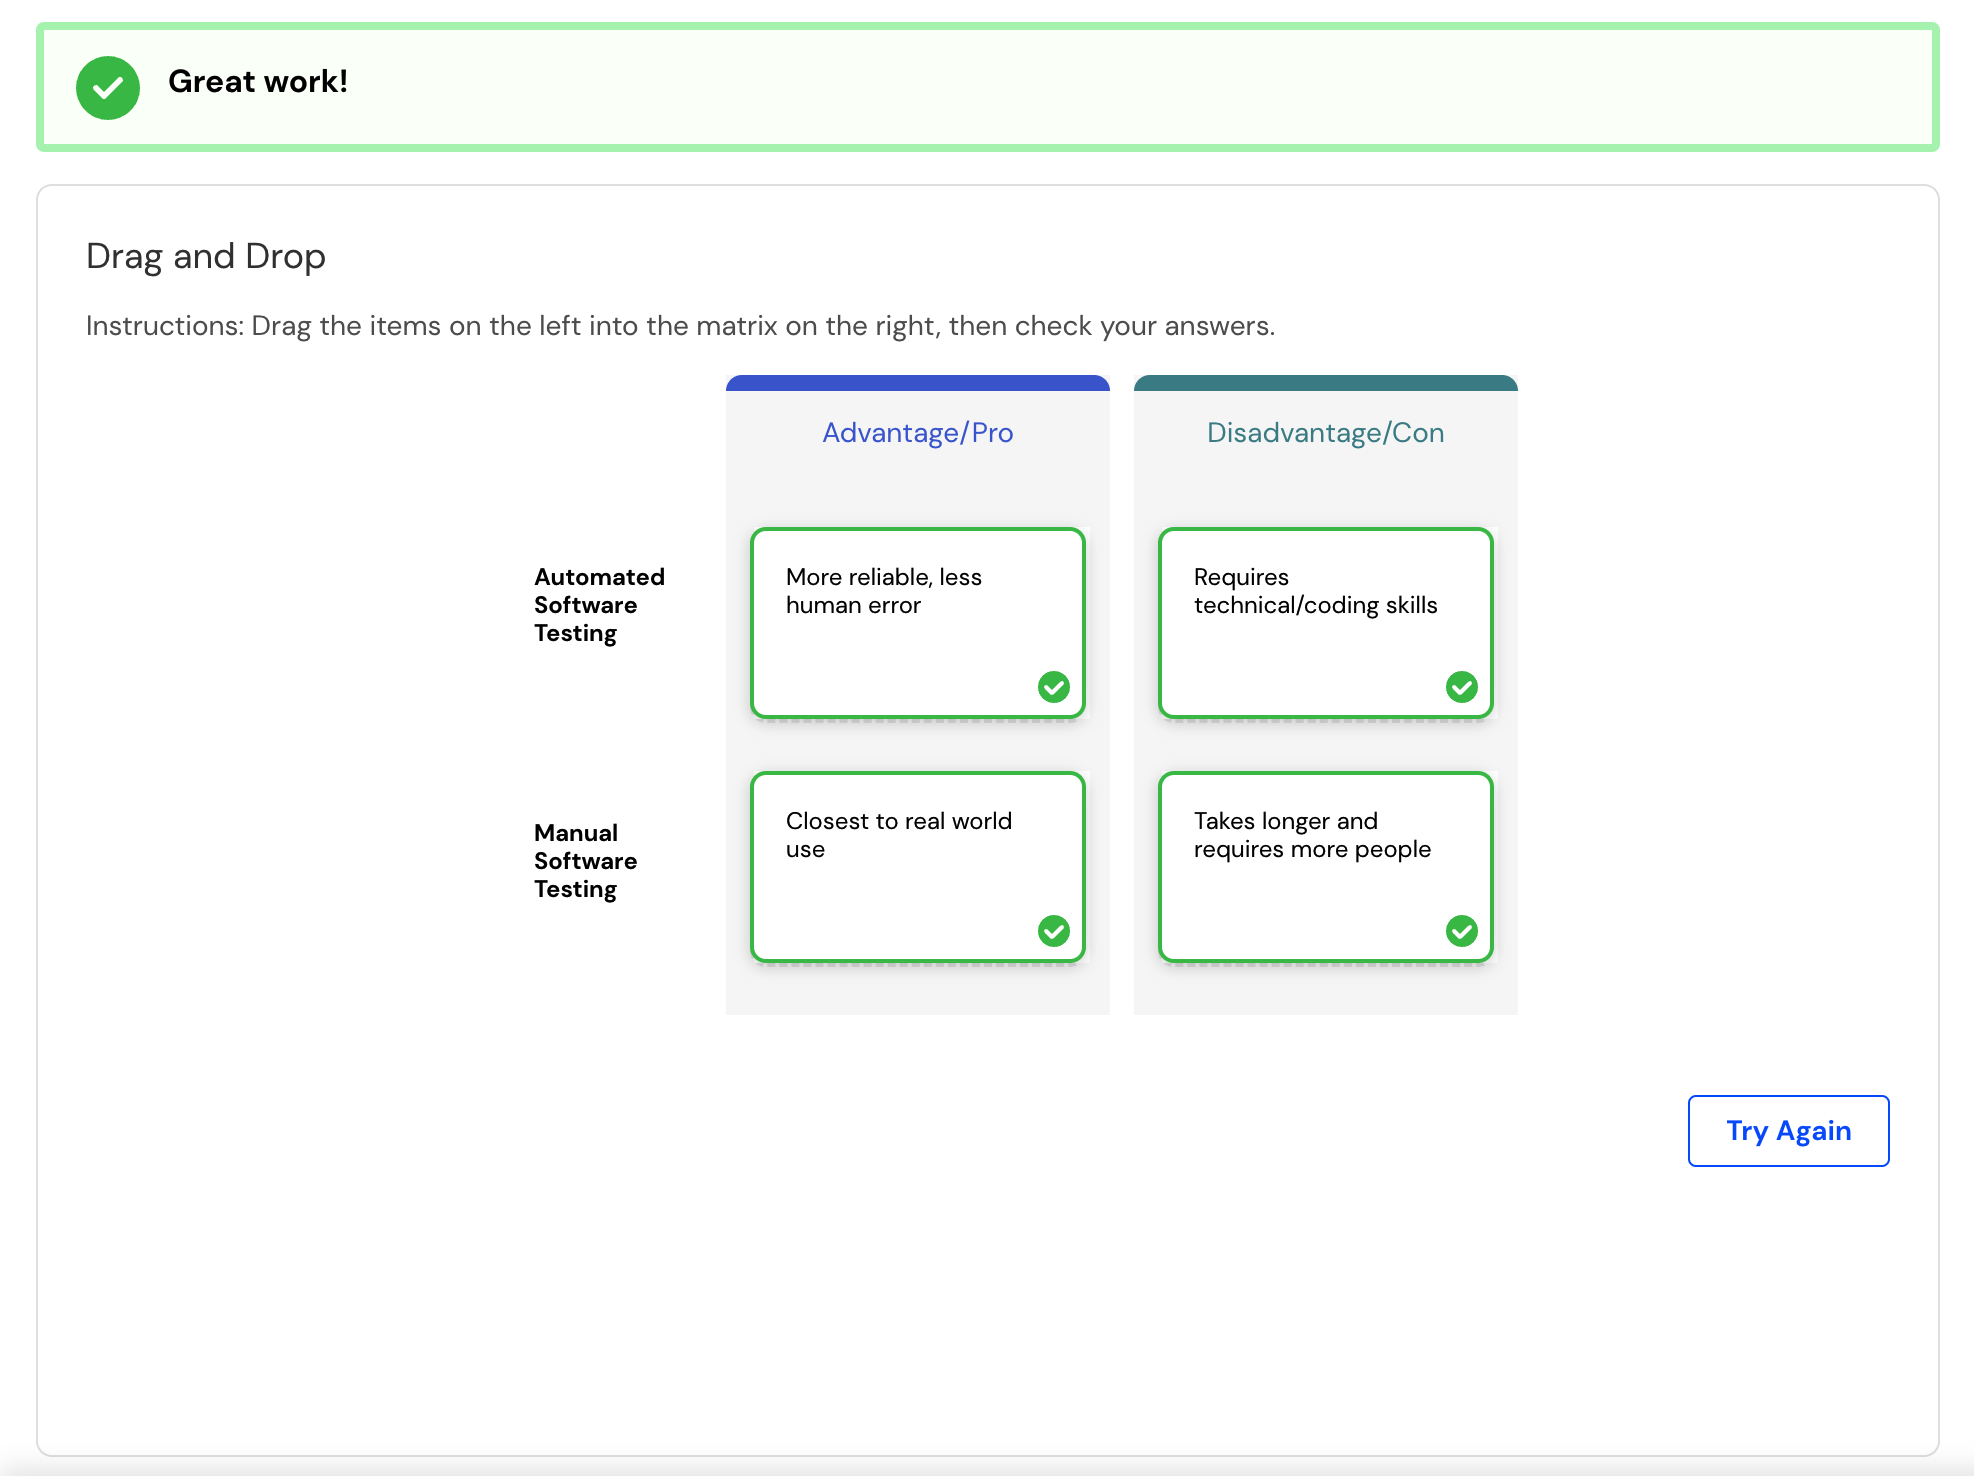 Great work!
Drag and Drop
Instructions: Drag the items on the left into the matrix on the right, then check your answers.
Advantage/Pro
Disadvantage/Con
Automated
Software
Testing
More reliable, less
human error
Requires
technical/coding skills
Manual
Software
Testing
Closest to real world
use
Takes longer and
requires more people
Try Again